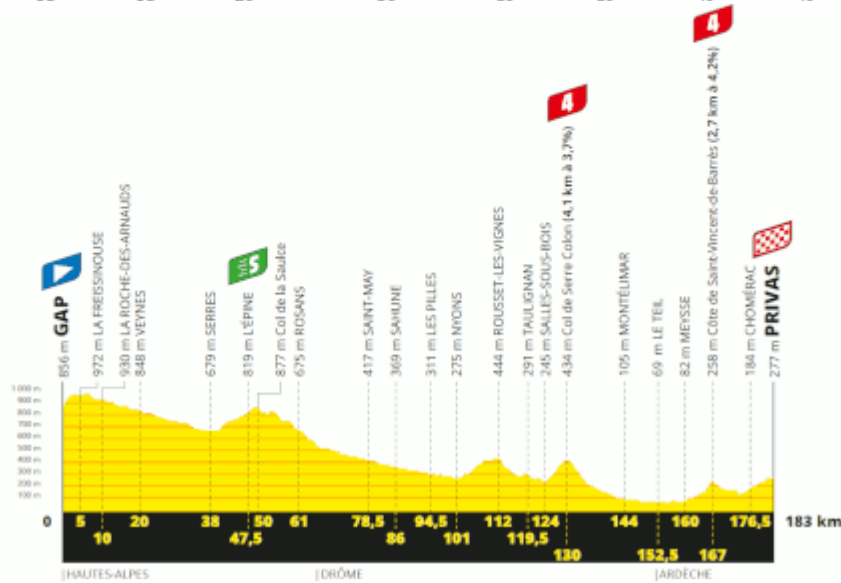 4
4
S
856 m GAP
972 m LA FREISSINOUSE
930 m LA ROCHE-DES-ARNAUDS
848 m VEYNES
679 m SERRES
819 m L'ÉPINE
877 m Col de la Saulce
675 m ROSANS
417 m SAINT-MAY
369 m SAHUNE
311 m LES PILLES
275 m NYONS
444 m ROUSSET-LES-VIGNES
291 m TAULIGNAN
245 m SALLES-SOUS-BOIS
434 m Col de Serre Colon (4,1 km à 3,7%)
105 m MONTÉLIMAR
69 m LE TEIL
82 m MEYSSE
258 m Côte de Saint-Vincent-de-Barrès (2,7 km à 4,2%)
184 m CHOMÉRAC
277 m PRIVAS
1 000 m
900 m
800 m
700 m
600 m
500 m
400 m
300 m
200 m
100 m
0 5 20 38 50 61 78,5 94,5 112 124 144 160 176,5 183 km
10 47,5 86 101 119,5 130 152,5 167
HAUTES-ALPES DRÔME ARDÈCHE